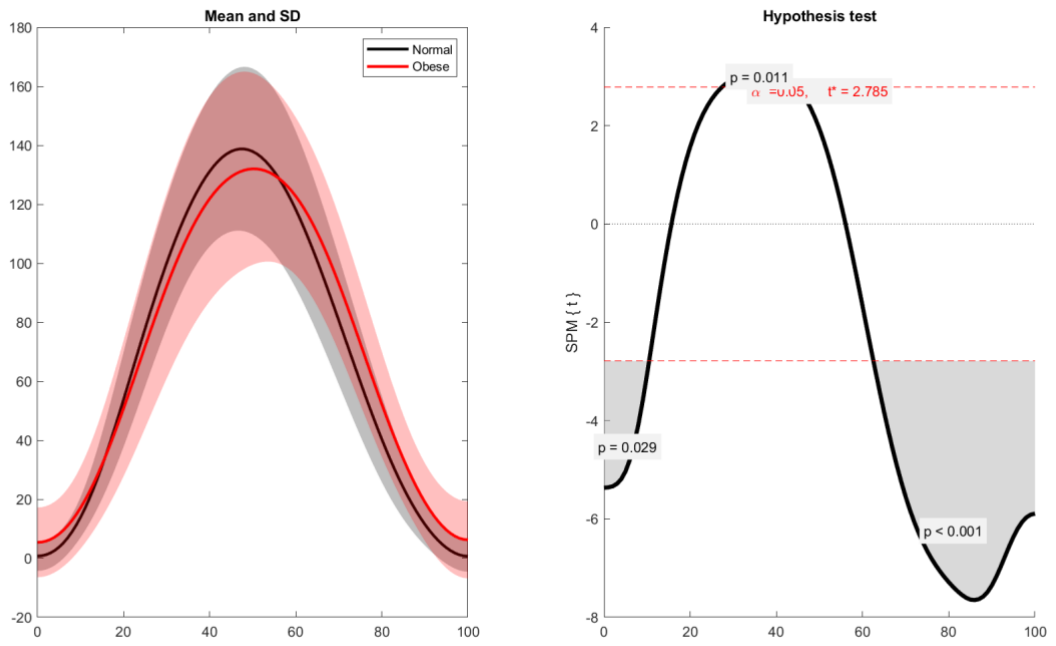 Mean and SD
180
160
140
120
100
80
60
40
20
0
-20
0 20 40 60 80 100
Normal
Obese
Hypothesis test
4
2
0
-2
-4
-6
-8
SPM { t }
0 20 40 60 80 100
p = 0.011
α =0.05, t* = 2.785
p = 0.029
p < 0.001